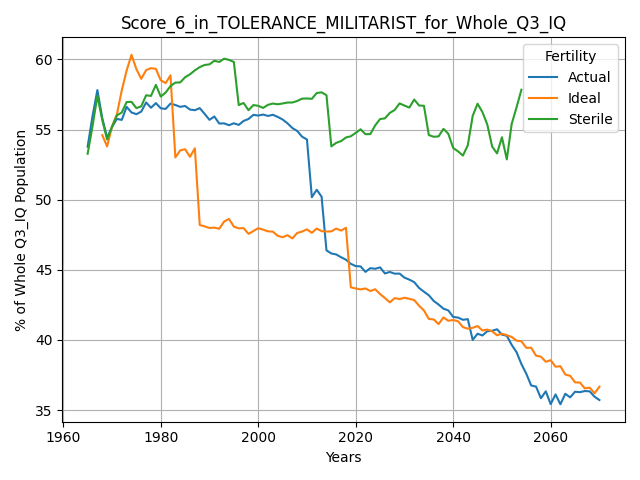 Score_6_in_TOLERANCE_MILITARIST_for_Whole_Q3_IQ
% of Whole Q3_IQ Population
60
55
50
45
40
35
Fertility
Actual
Ideal
Sterile
1960
1980
2000
2020
2040
2060
Years